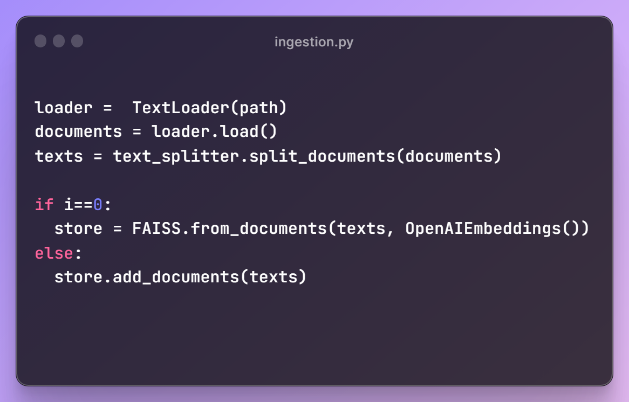 ingestion.py
loader =  TextLoader(path)
documents = loader.load()
texts = text_splitter.split_documents(documents)
if i==0:
  store = FAISS.from_documents(texts, OpenAIEmbeddings())
else:
  store.add_documents(texts)